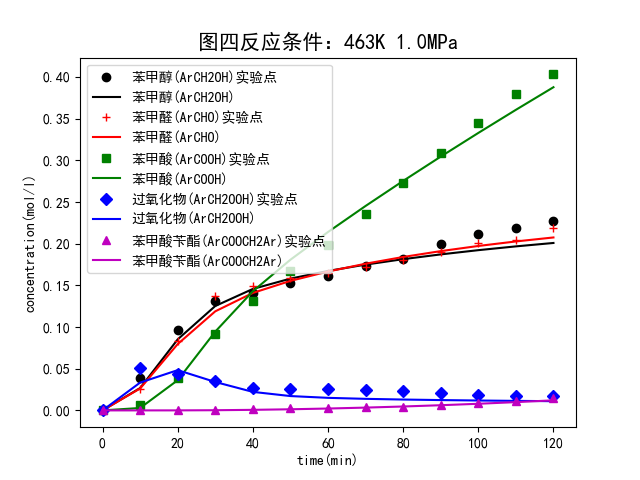 图四反应条件：463K 1.0MPa
苯甲醇(ArCH2OH)实验点
苯甲醇(ArCH2OH)
苯甲醛(ArCHO)实验点
苯甲醛(ArCHO)
苯甲酸(ArCOOH)实验点
苯甲酸(ArCOOH)
过氧化物(ArCH2OOH)实验点
过氧化物(ArCH2OOH)
苯甲酸苄酯(ArCOOCH2Ar)实验点
苯甲酸苄酯(ArCOOCH2Ar)
concentration(mol/l)
0.40
0.35
0.30
0.25
0.20
0.15
0.10
0.05
0.00
0 20 40 60 80 100 120
time(min)